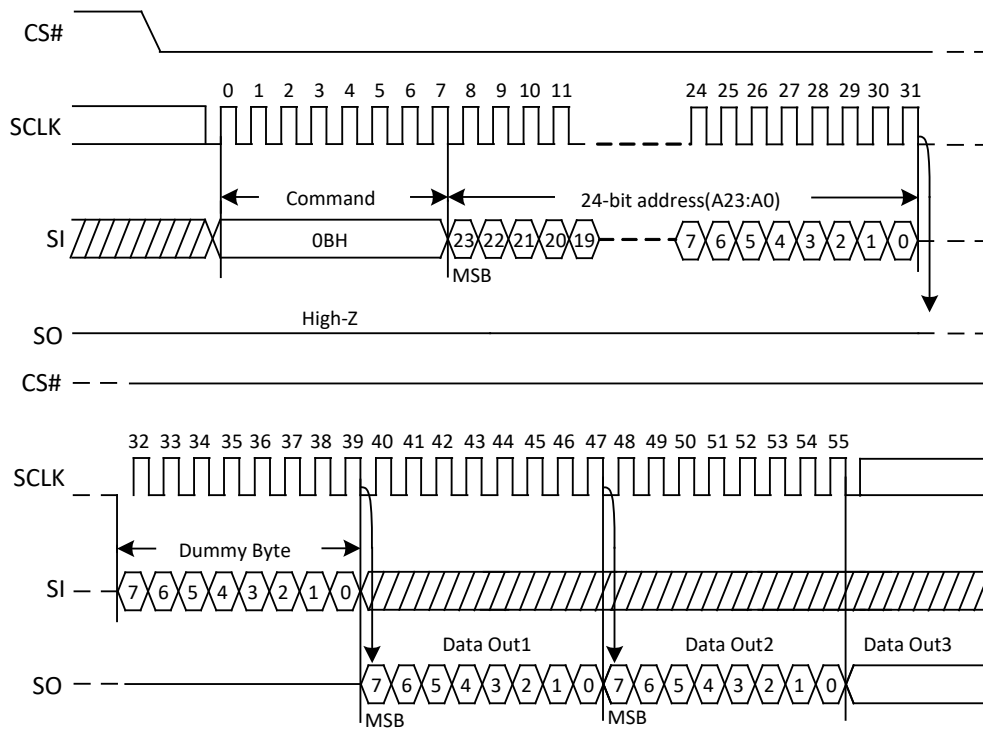 CS#
0 1 2 3 4 5 6 7 8 9 10 11 24 25 26 27 28 29 30 31
SCLK
Command 24-bit address(A23:A0)
SI 0BH 23 22 21 20 19 7 6 5 4 3 2 1 0
MSB
High-Z
SO
CS#
32 33 34 35 36 37 38 39 40 41 42 43 44 45 46 47 48 49 50 51 52 53 54 55
SCLK
Dummy Byte
SI 7 6 5 4 3 2 1 0
Data Out1 Data Out2 Data Out3
SO 7 6 5 4 3 2 1 0 7 6 5 4 3 2 1 0
MSB MSB